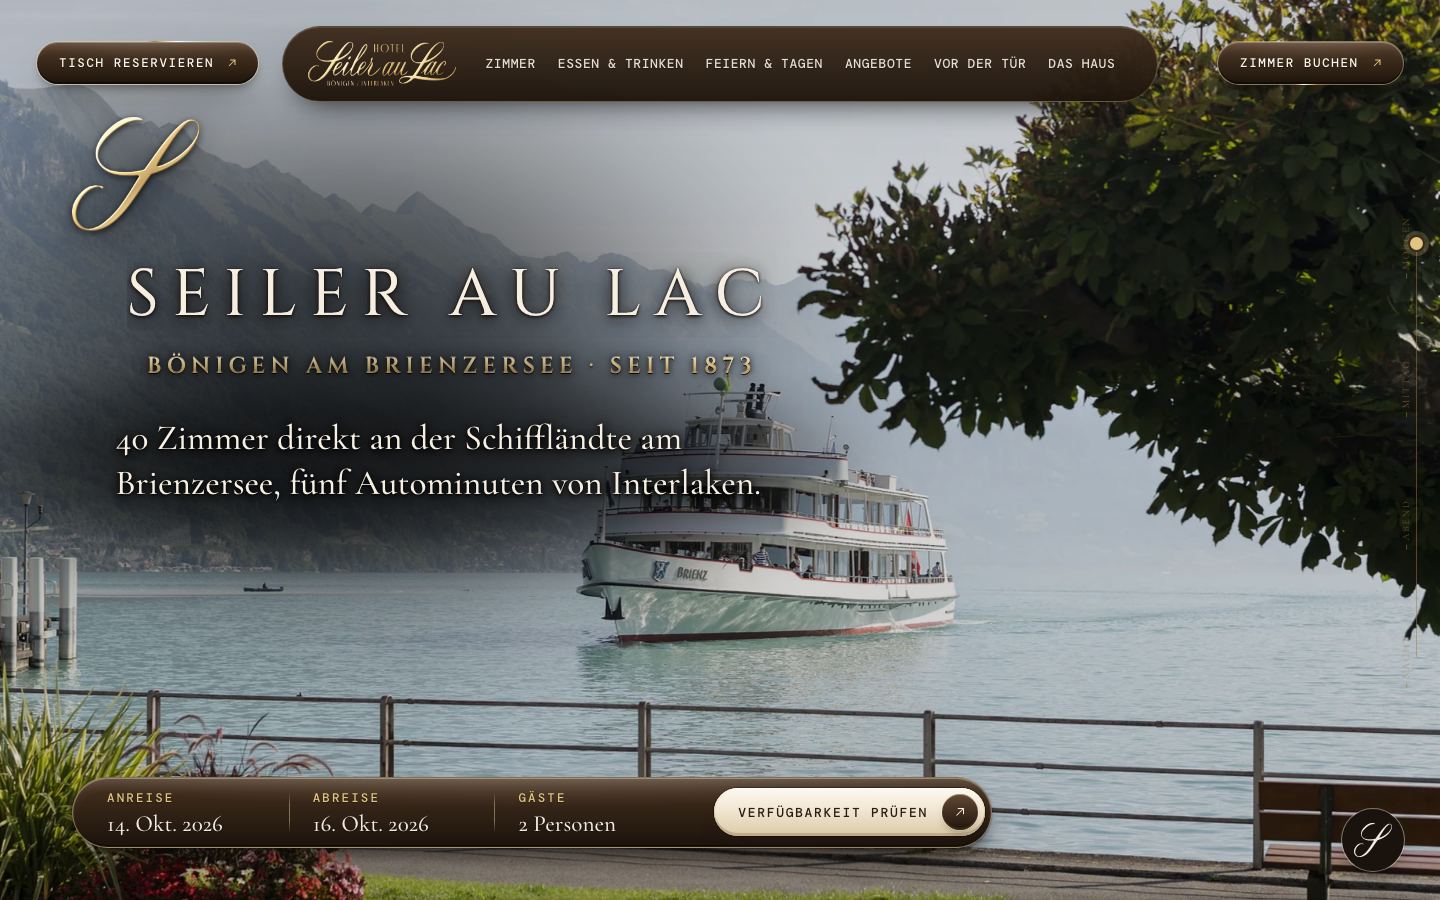 TISCH RESERVIEREN
HOTEL
Seiler au Lac
BÖNIGEN / INTERLAKEN
ZIMMER
ESSEN & TRINKEN
FEIERN & TAGEN
ANGEBOTE
VOR DER TÜR
DAS HAUS
ZIMMER BUCHEN
S
SEILER AU LAC
BÖNIGEN AM BRIENZERSEE · SEIT 1873
40 Zimmer direkt an der Schiffländte am
Brienzersee, fünf Autominuten von Interlaken.
BRIENZ
MITTAG
ABEND
ANREISE
14. Okt. 2026
ABREISE
16. Okt. 2026
GÄSTE
2 Personen
VERFÜGBARKEIT PRÜFEN
S